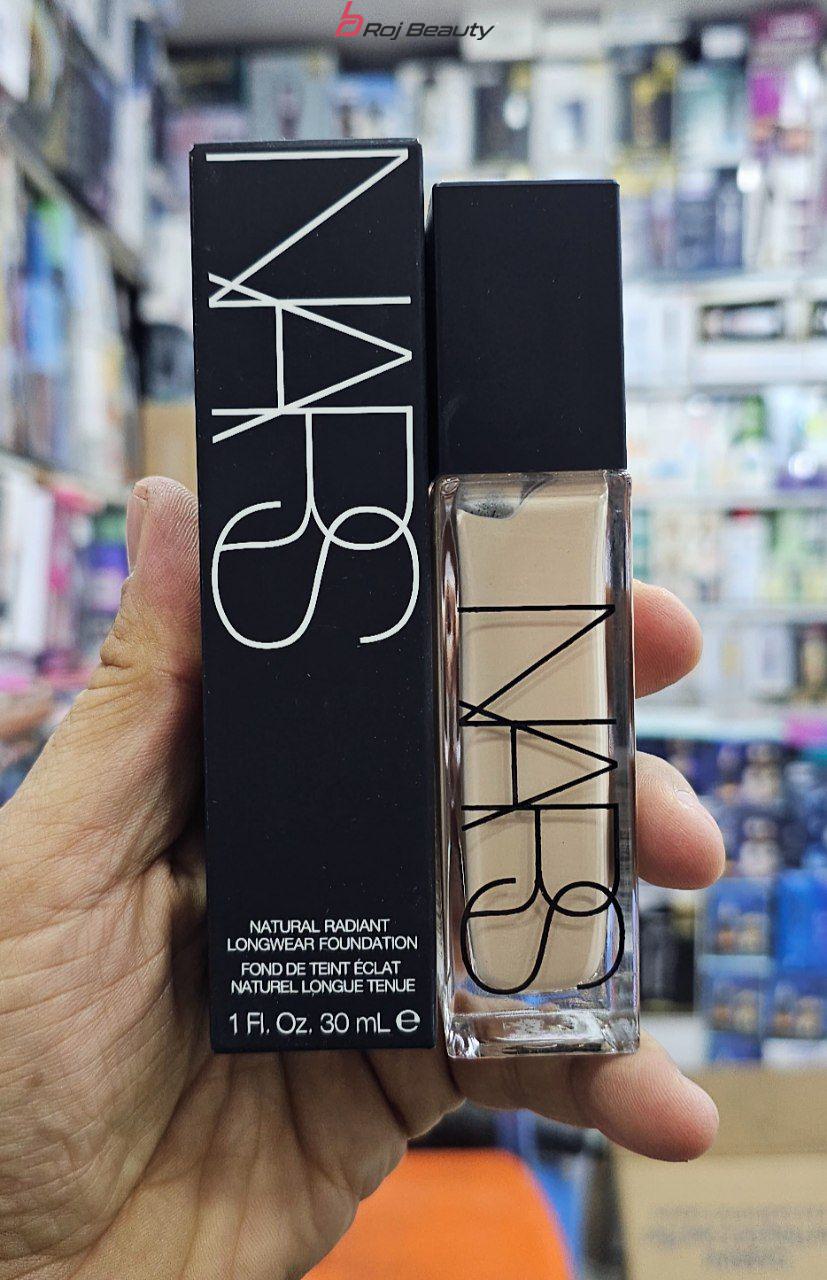 Roj Beauty
NARS
NATURAL RADIANT
LONGWEAR FOUNDATION
FOND DE TEINT ÉCLAT
NATUREL LONGUE TENUE
1 Fl. Oz. 30 mL ℮
NARS